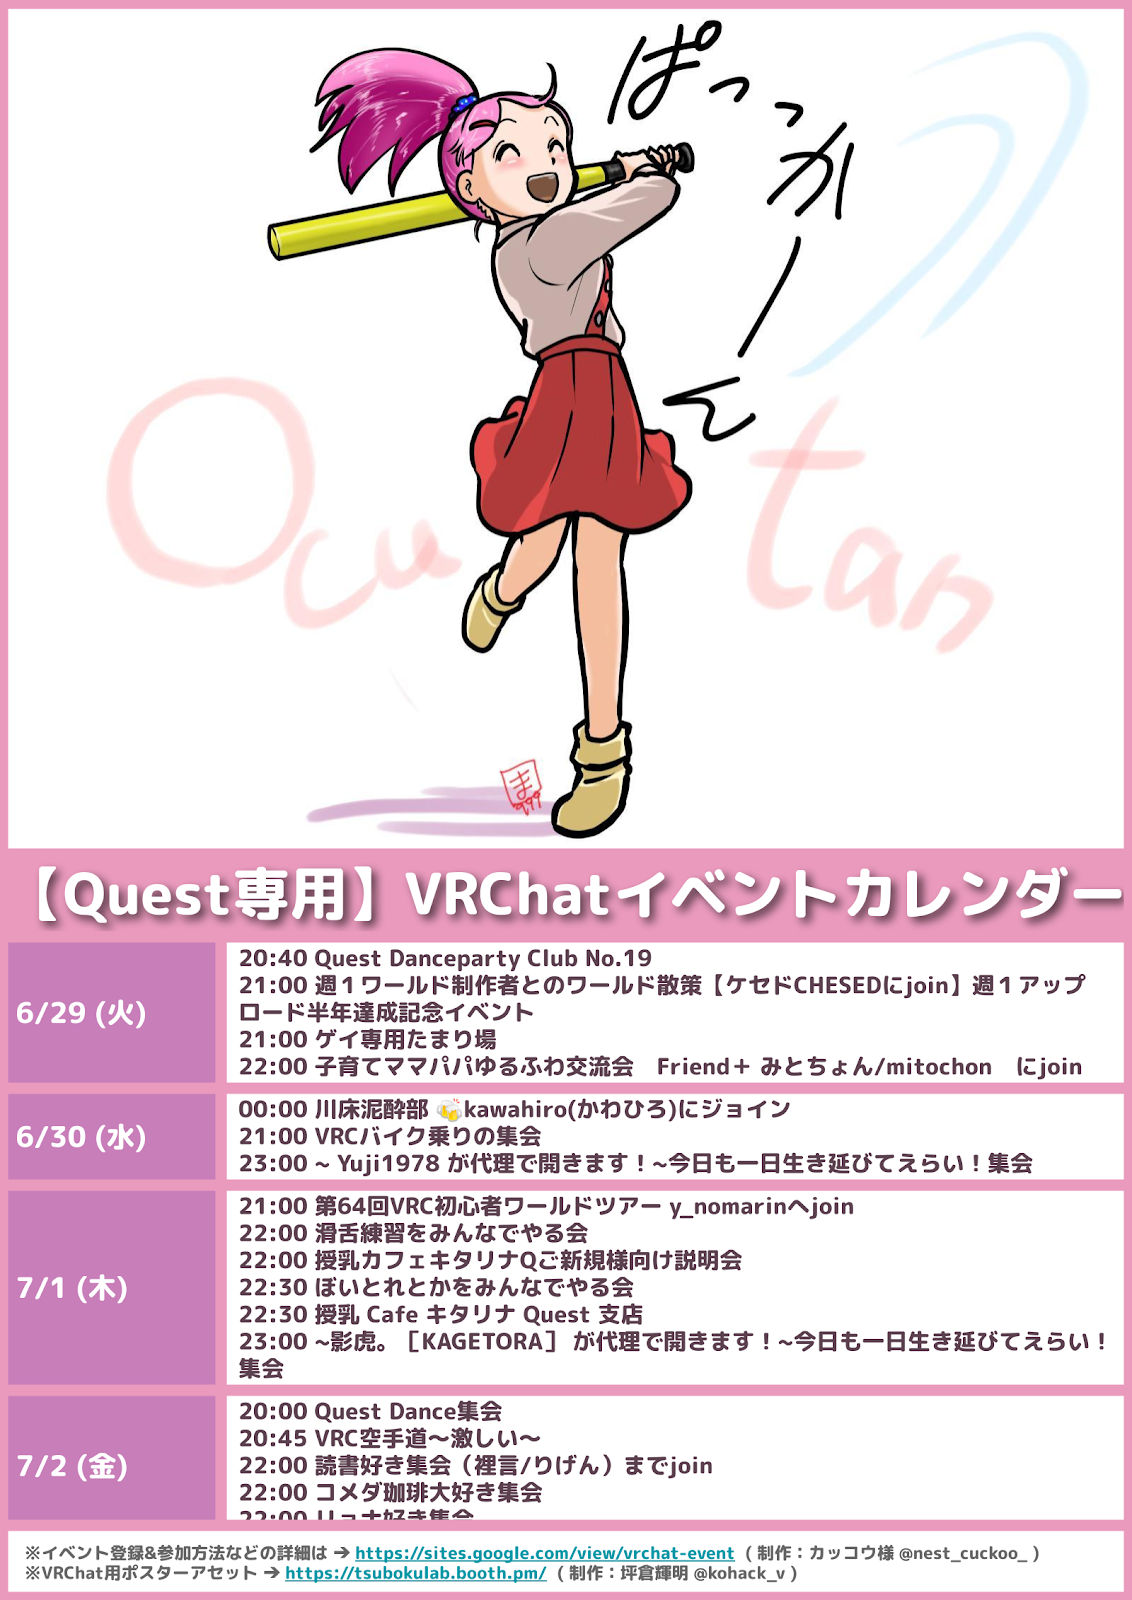 ぱっっかーん
Qcu tan
ま
999
【Quest専用】VRChatイベントカレンダー
6/29 (火)
20:40 Quest Danceparty Club No.19
21:00 週１ワールド制作者とのワールド散策【ケセドCHESEDにjoin】週１アップ
ロード半年達成記念イベント
21:00 ゲイ専用たまり場
22:00 子育てママパパゆるふわ交流会　Friend＋ みとちょん/mitochon　にjoin
6/30 (水)
00:00 川床泥酔部 🍻kawahiro(かわひろ)にジョイン
21:00 VRCバイク乗りの集会
23:00 ~ Yuji1978 が代理で開きます！~今日も一日生き延びてえらい！集会
7/1 (木)
21:00 第64回VRC初心者ワールドツアー y_nomarinへjoin
22:00 滑舌練習をみんなでやる会
22:00 授乳カフェキタリナQご新規様向け説明会
22:30 ぼいとれとかをみんなでやる会
22:30 授乳 Cafe キタリナ Quest 支店
23:00 ~影虎。［KAGETORA］ が代理で開きます！~今日も一日生き延びてえらい！
集会
7/2 (金)
20:00 Quest Dance集会
20:45 VRC空手道～激しい～
22:00 読書好き集会（裡言/りげん）までjoin
22:00 コメダ珈琲大好き集会
22:00 リョナ好き集会
※イベント登録&参加方法などの詳細は → https://sites.google.com/view/vrchat-event （ 制作：カッコウ様 @nest_cuckoo_ ）
※VRChat用ポスターアセット → https://tsubokulab.booth.pm/ （ 制作：坪倉輝明 @kohack_v ）